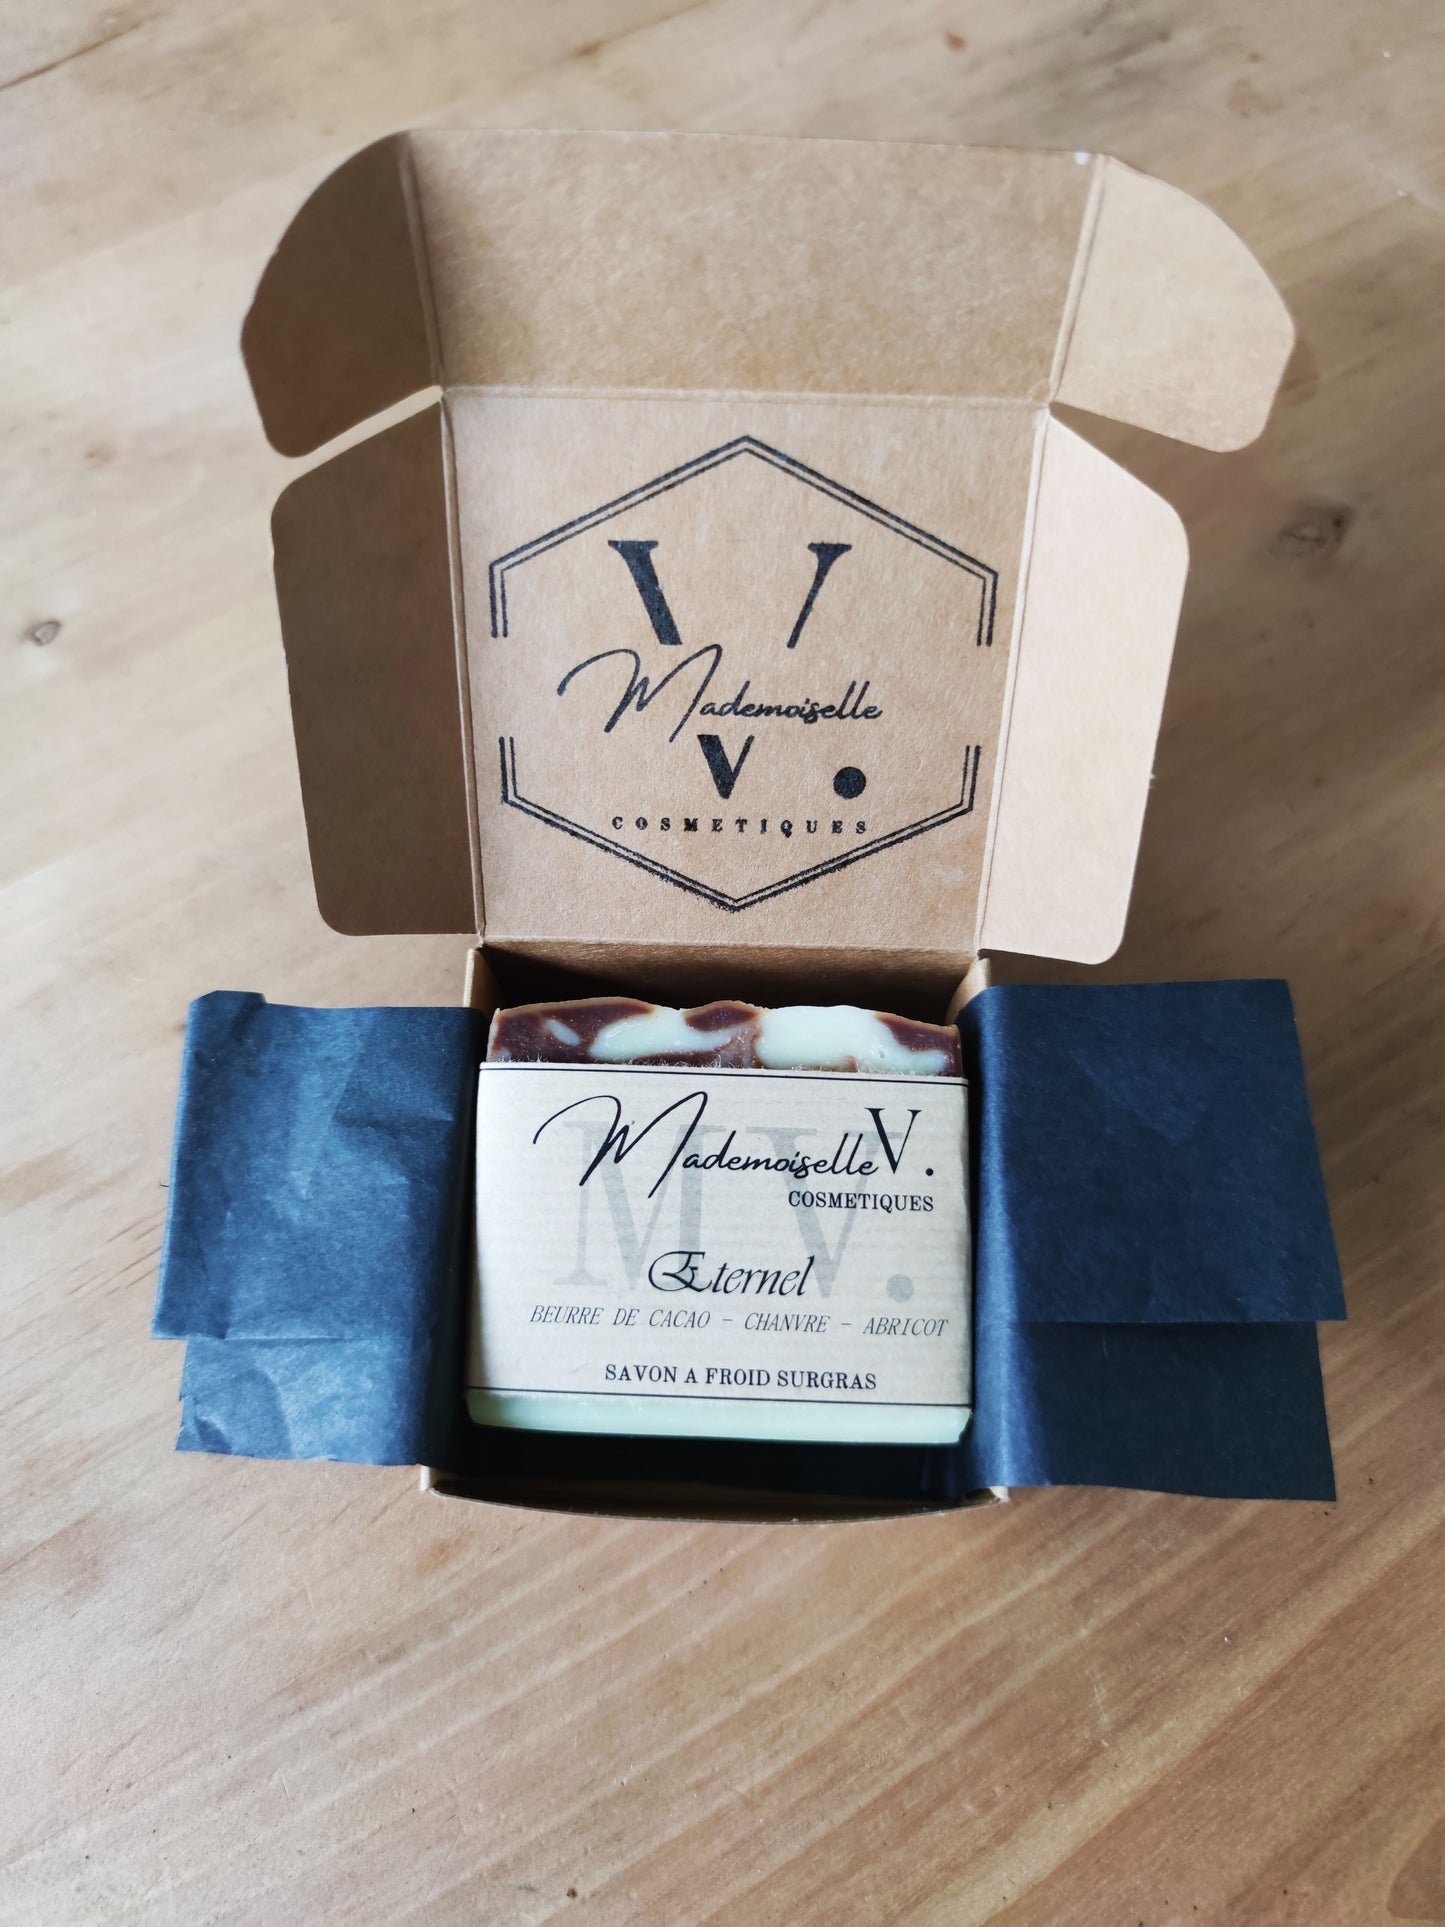 V
Mademoiselle
V.
COSMETIQUES
Mademoiselle V.
COSMETIQUES
MV.
Eternel
BEURRE DE CACAO - CHANVRE - ABRICOT
SAVON A FROID SURGRAS